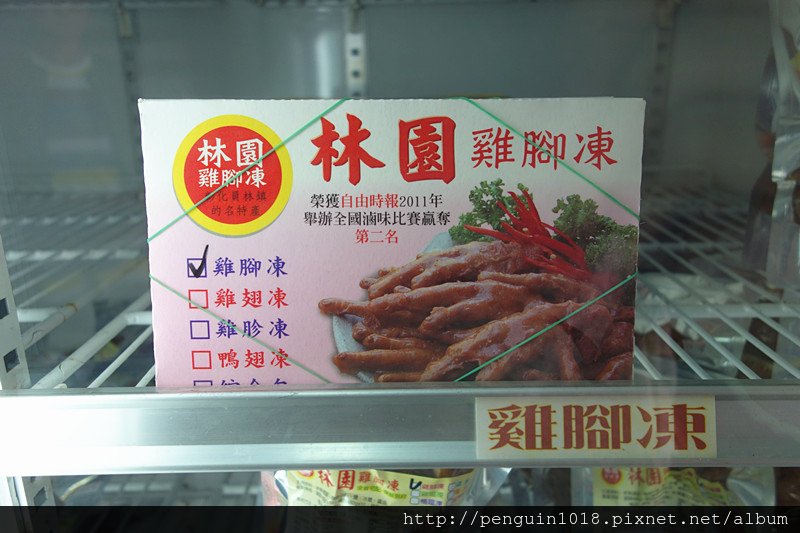 林園 雞腳凍
林園
雞腳凍
彰化員林鎮
的名特產
榮獲自由時報2011年
舉辦全國滷味比賽贏奪
第二名
雞腳凍
雞翅凍
雞胗凍
鴨翅凍
雞腳凍
林園雞腳凍
林園
http://penguin1018.pixnet.net/album